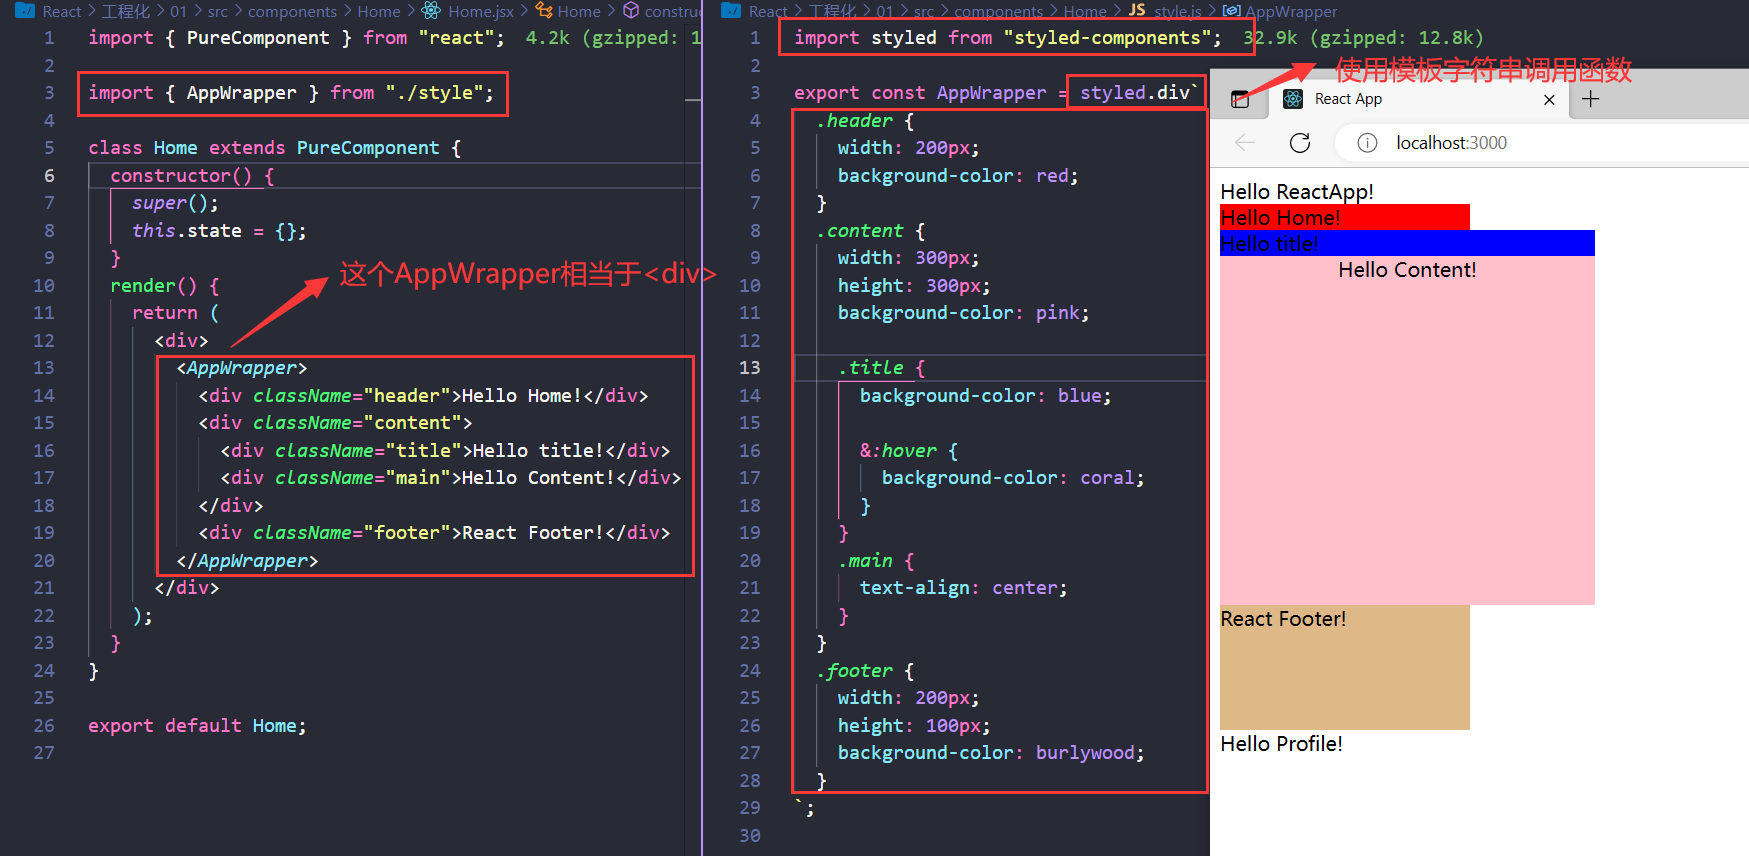 React > 工程化 > 01 > src > components > Home > Home.jsx > Home >
1 import { PureComponent } from "react"; 4.2k (gzipped: 1
2
3 import { AppWrapper } from "./style";
4
5 class Home extends PureComponent {
6 constructor() {
7 super();
8 this.state = {};
9 }
10 render() {
11 return (
12 <div>
13 <AppWrapper>
14 <div className="header">Hello Home!</div>
15 <div className="content">
16 <div className="title">Hello title!</div>
17 <div className="main">Hello Content!</div>
18 </div>
19 <div className="footer">React Footer!</div>
20 </AppWrapper>
21 </div>
22 );
23 }
24 }
25
26 export default Home;
27
这个AppWrapper相当于<div>
React > 工程化 > 01 > src > components > Home > JS style.js > AppWrapper
1 import styled from "styled-components"; 32.9k (gzipped: 12.8k)
2
3 export const AppWrapper = styled.div`
4 .header {
5 width: 200px;
6 background-color: red;
7 }
8 .content {
9 width: 300px;
10 height: 300px;
11 background-color: pink;
12
13 .title {
14 background-color: blue;
15
16 &:hover {
17 background-color: coral;
18 }
19 }
20 .main {
21 text-align: center;
22 }
23 }
24 .footer {
25 width: 200px;
26 height: 100px;
27 background-color: burlywood;
28 }
29 `;
30
使用模板字符串调用函数
React App
localhost:3000
Hello ReactApp!
Hello Home!
Hello title!
Hello Content!
React Footer!
Hello Profile!